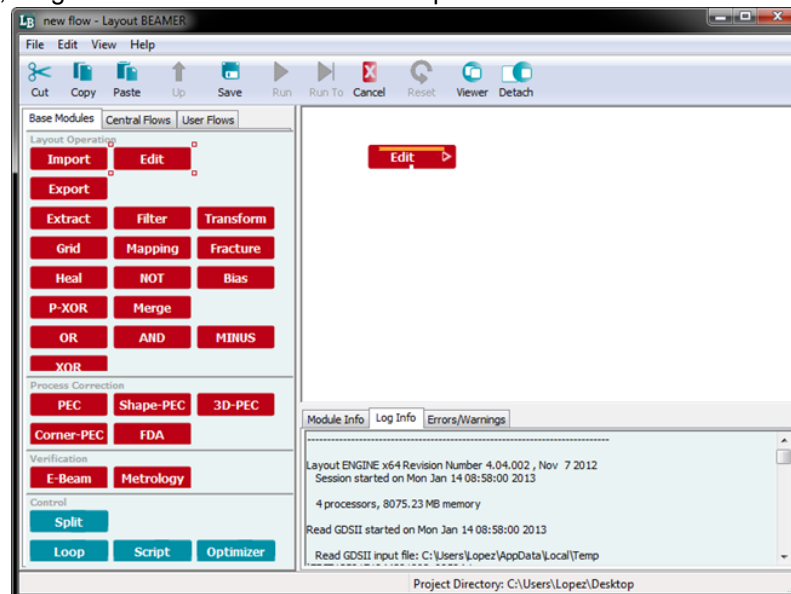 new flow - Layout BEAMER
File Edit View Help
Cut Copy Paste Up Save Run Run To Cancel Reset Viewer Detach
Base Modules Central Flows User Flows
Layout Operation
Import Edit
Export
Extract Filter Transform
Grid Mapping Fracture
Heal NOT Bias
P-XOR Merge
OR AND MINUS
XOR
Process Correction
PEC Shape-PEC 3D-PEC
Corner-PEC FDA
Verification
E-Beam Metrology
Control
Split
Loop Script Optimizer
Edit
Module Info Log Info Errors/Warnings
Layout ENGINE x64 Revision Number 4.04.002 , Nov 7 2012
Session started on Mon Jan 14 08:58:00 2013
4 processors, 8075.23 MB memory
Read GDSII started on Mon Jan 14 08:58:00 2013
Read GDSII input file: C:\Users\Lopez\AppData\Local\Temp
Project Directory: C:\Users\Lopez\Desktop